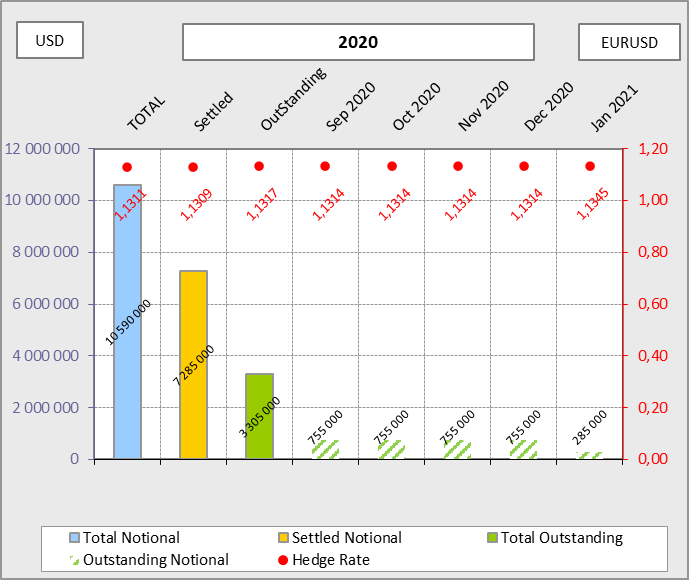 USD
2020
EURUSD
TOTAL
Settled
OutStanding
Sep 2020
Oct 2020
Nov 2020
Dec 2020
Jan 2021
12 000 000
10 000 000
8 000 000
6 000 000
4 000 000
2 000 000
0
1,20
1,00
0,80
0,60
0,40
0,20
0,00
1,1311
1,1309
1,1317
1,1314
1,1314
1,1314
1,1314
1,1345
10 590 000
7 285 000
3 305 000
755 000
755 000
755 000
755 000
285 000
Total Notional
Settled Notional
Total Outstanding
Outstanding Notional
Hedge Rate